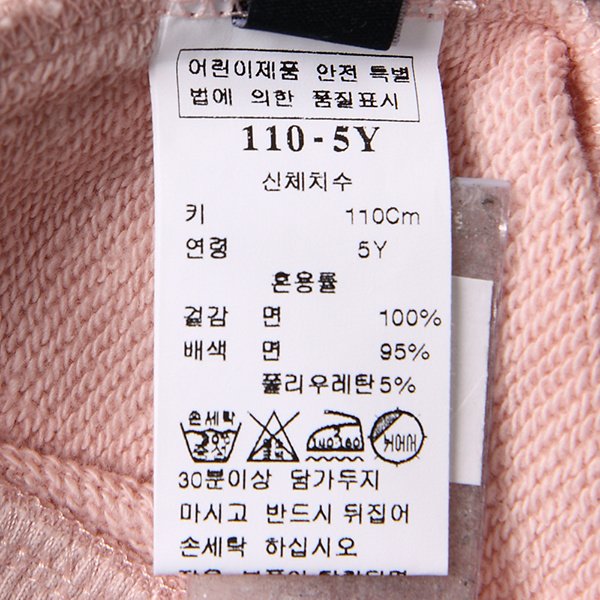 어린이제품 안전 특별
법에 의한 품질표시
110-5Y
신체치수
키 110Cm
연령 5Y
혼용률
겉감 면 100%
배색 면 95%
폴리우레탄 5%
손세탁
30분이상 담가두지
마시고 반드시 뒤집어
손세탁 하십시오